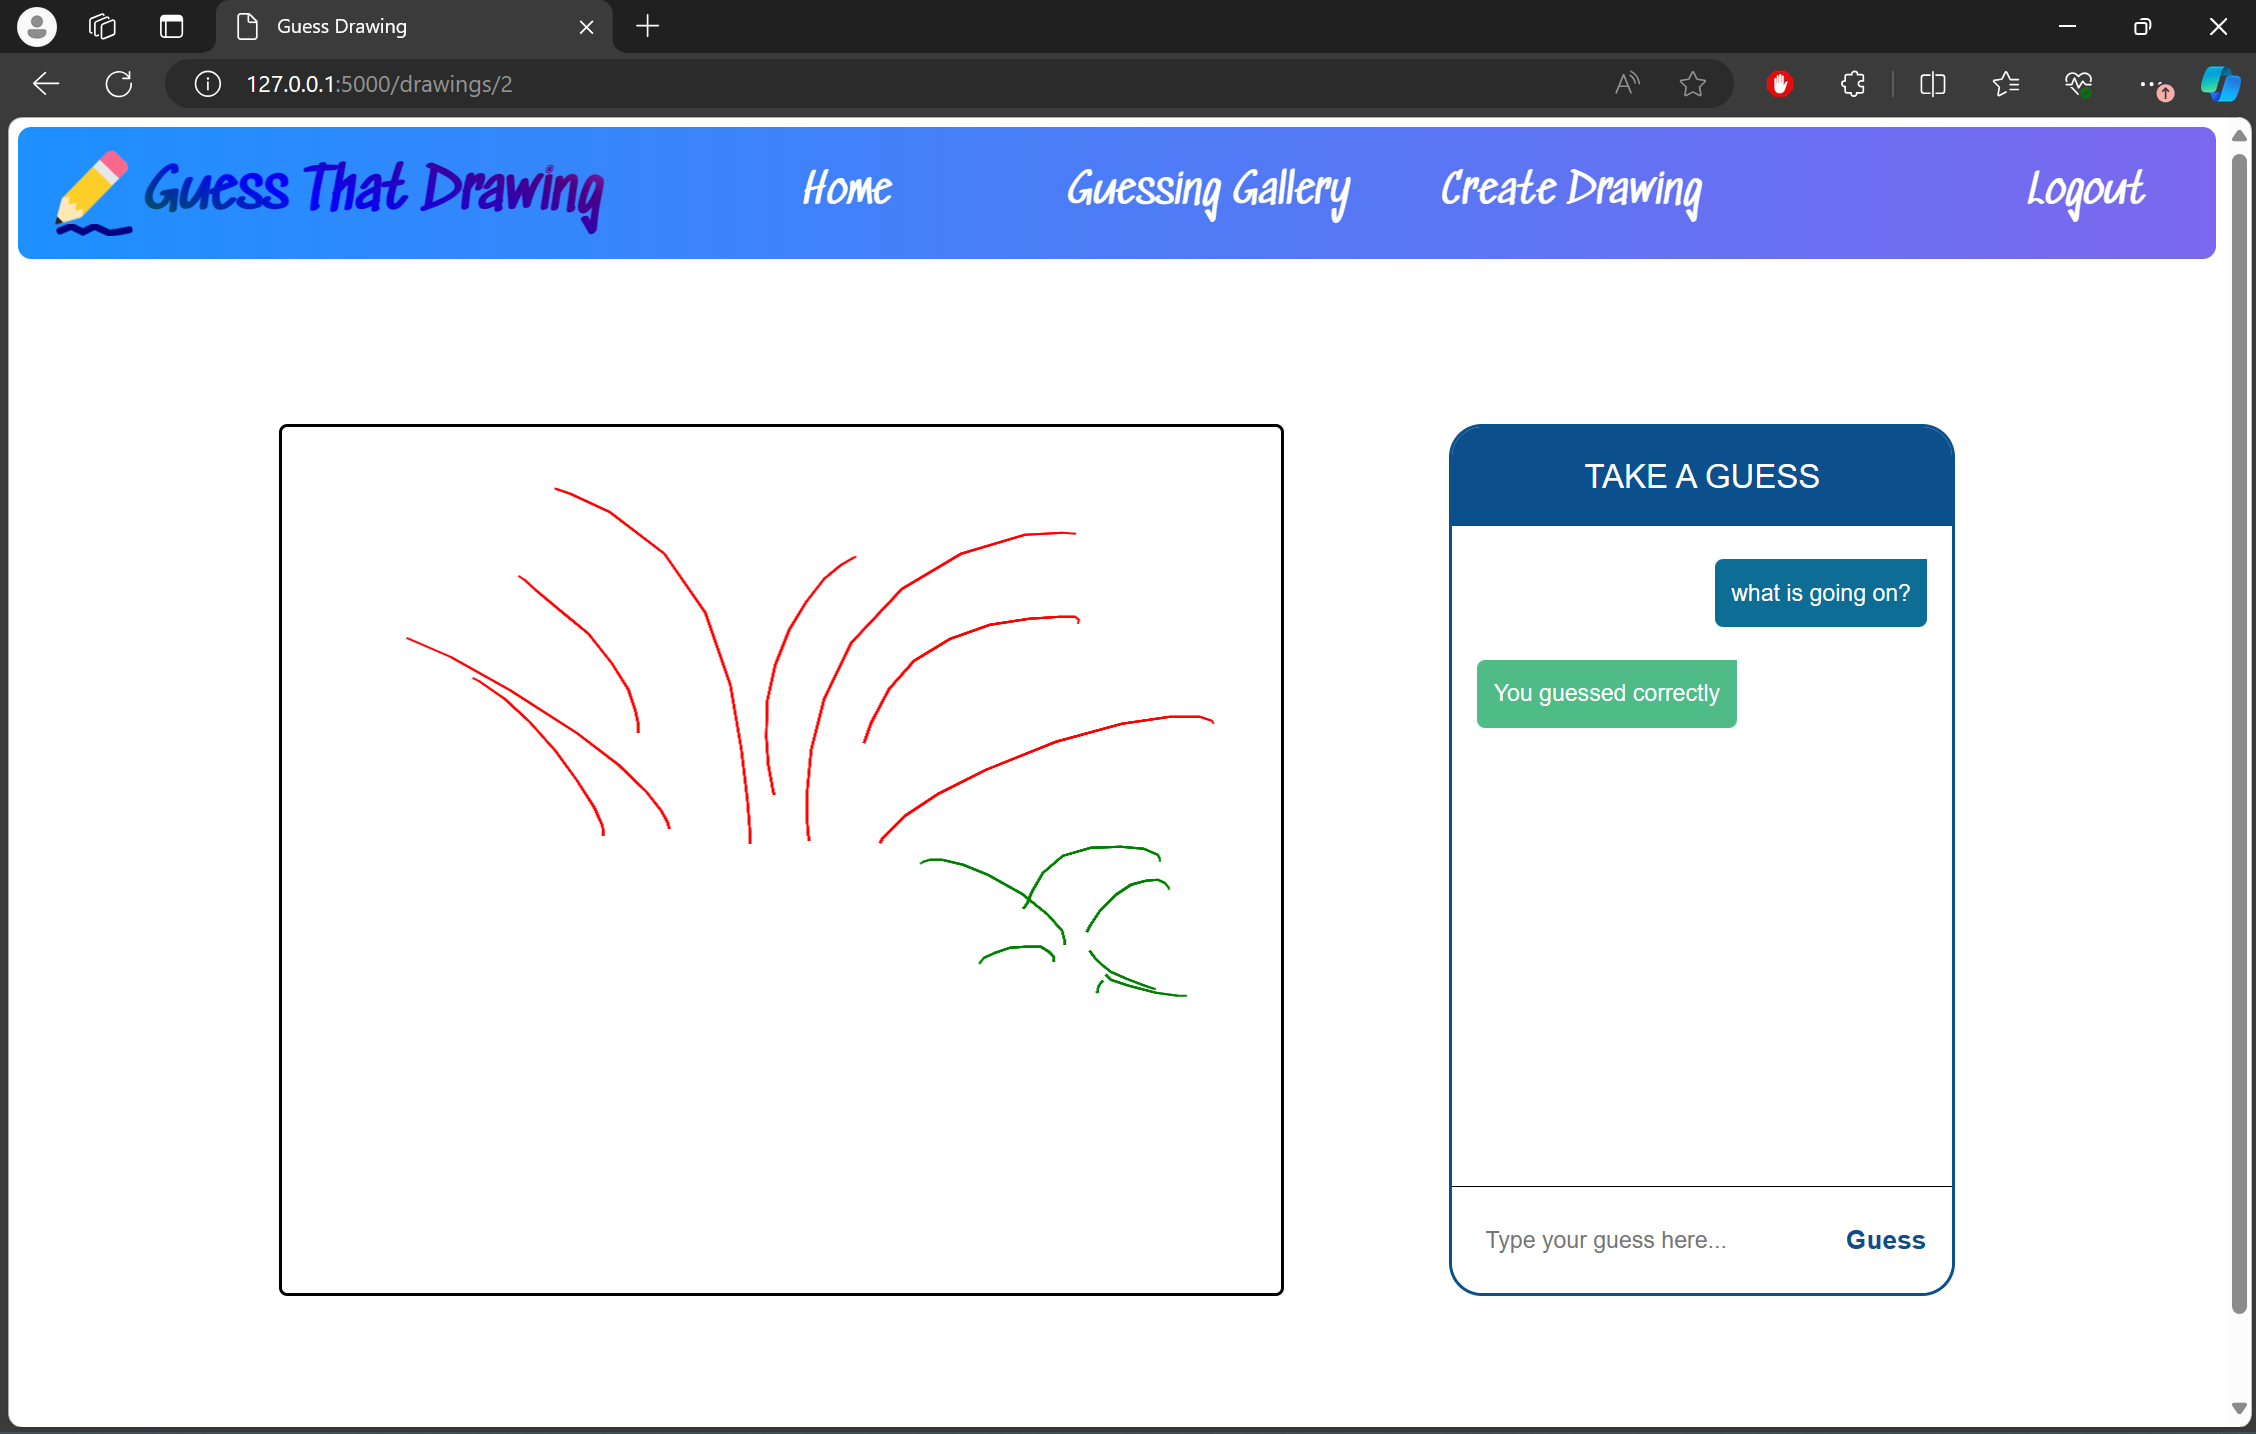 Guess Drawing
127.0.0.1:5000/drawings/2
Guess That Drawing
Home
Guessing Gallery
Create Drawing
Logout
TAKE A GUESS
what is going on?
You guessed correctly
Type your guess here...
Guess